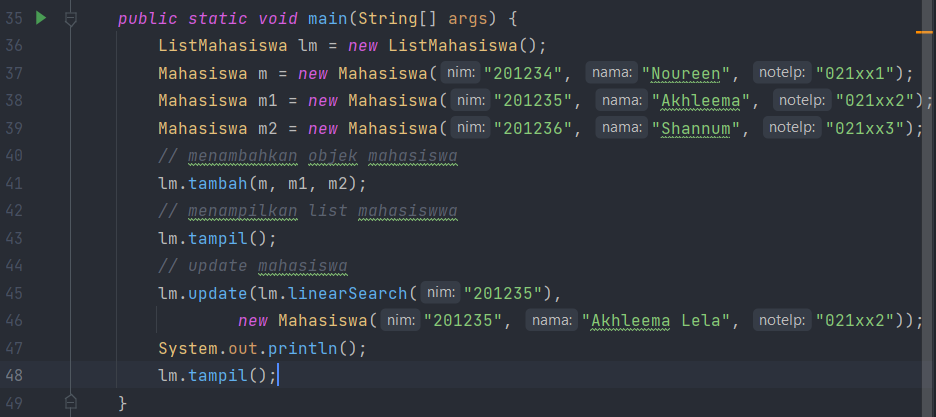 35 public static void main(String[] args) {
36 ListMahasiswa lm = new ListMahasiswa();
37 Mahasiswa m = new Mahasiswa( nim: "201234", nama: "Noureen", notelp: "021xx1");
38 Mahasiswa m1 = new Mahasiswa( nim: "201235", nama: "Akhleema", notelp: "021xx2");
39 Mahasiswa m2 = new Mahasiswa( nim: "201236", nama: "Shannum", notelp: "021xx3");
40 // menambahkan objek mahasiswa
41 lm.tambah(m, m1, m2);
42 // menampilkan list mahasiswwa
43 lm.tampil();
44 // update mahasiswa
45 lm.update(lm.linearSearch( nim: "201235"),
46 new Mahasiswa( nim: "201235", nama: "Akhleema Lela", notelp: "021xx2"));
47 System.out.println();
48 lm.tampil();
49 }